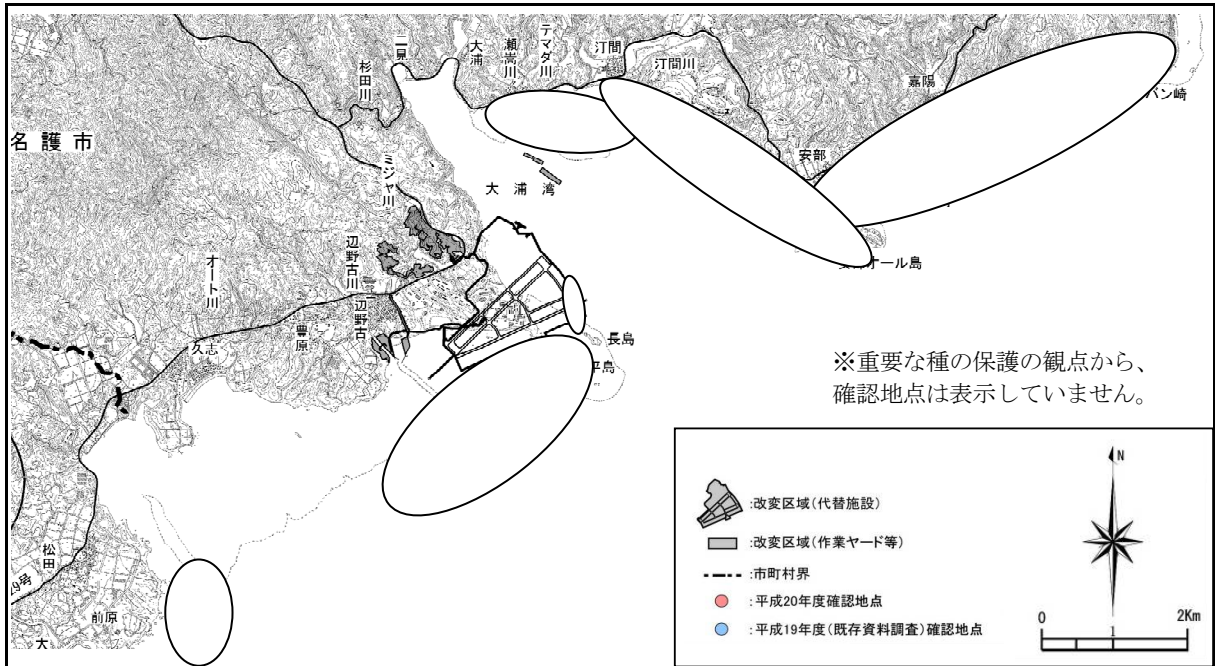 二見
大浦
瀬嵩川
テマダ川
汀間
汀間川
杉田川
嘉陽
バン崎
名護市
安部
ミジャ川
大浦湾
オール島
辺野古川
辺野古
オート川
豊原
久志
長島
平島
※重要な種の保護の観点から、
確認地点は表示していません。
:改変区域(代替施設)
:改変区域(作業ヤード等)
:市町村界
:平成20年度確認地点
:平成19年度(既存資料調査)確認地点
N
0 1 2Km
松田
号
前原
大